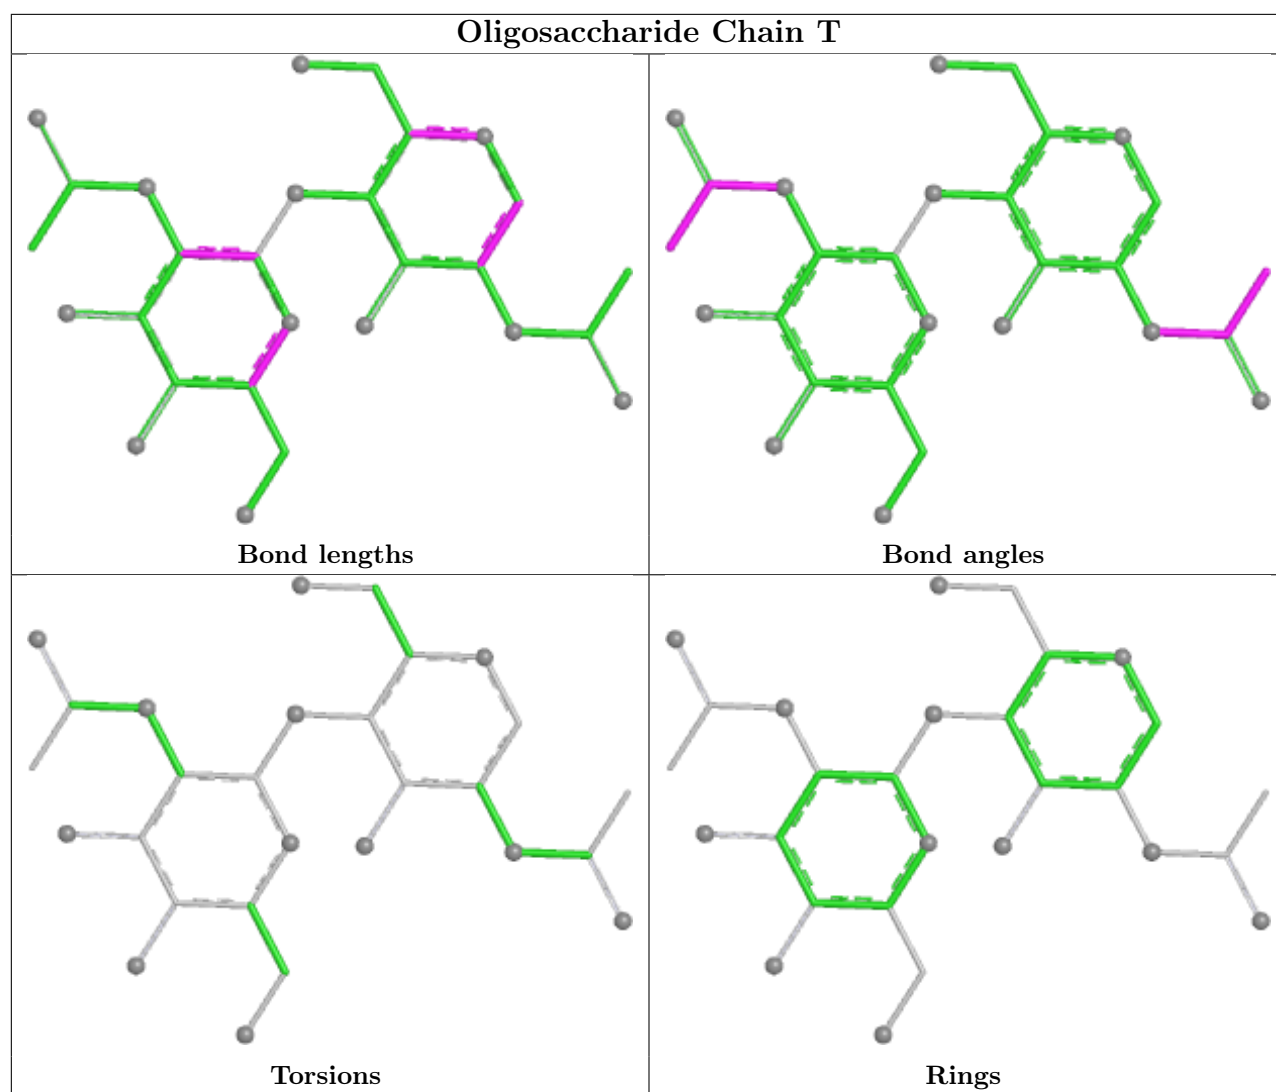 Oligosaccharide Chain T
Bond lengths
Bond angles
Torsions
Rings